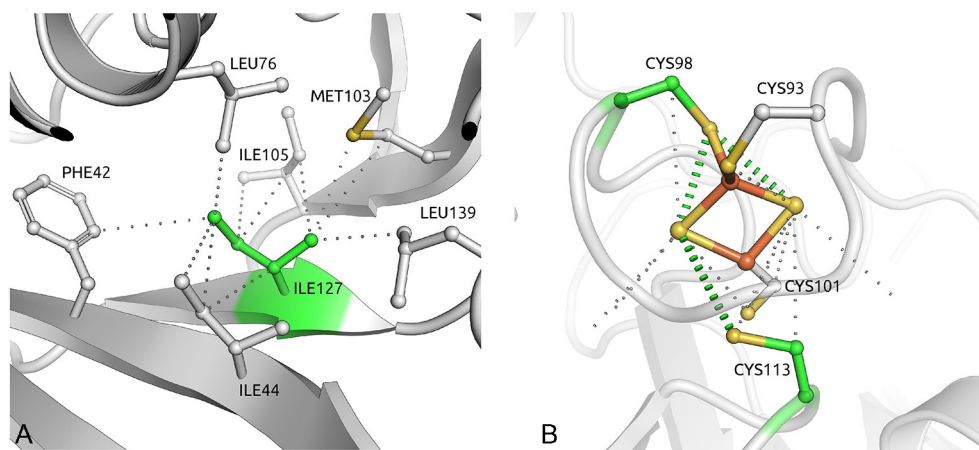 LEU76
MET103
ILE105
PHE42
LEU139
ILE127
ILE44
A
CYS98
CYS93
CYS101
CYS113
B